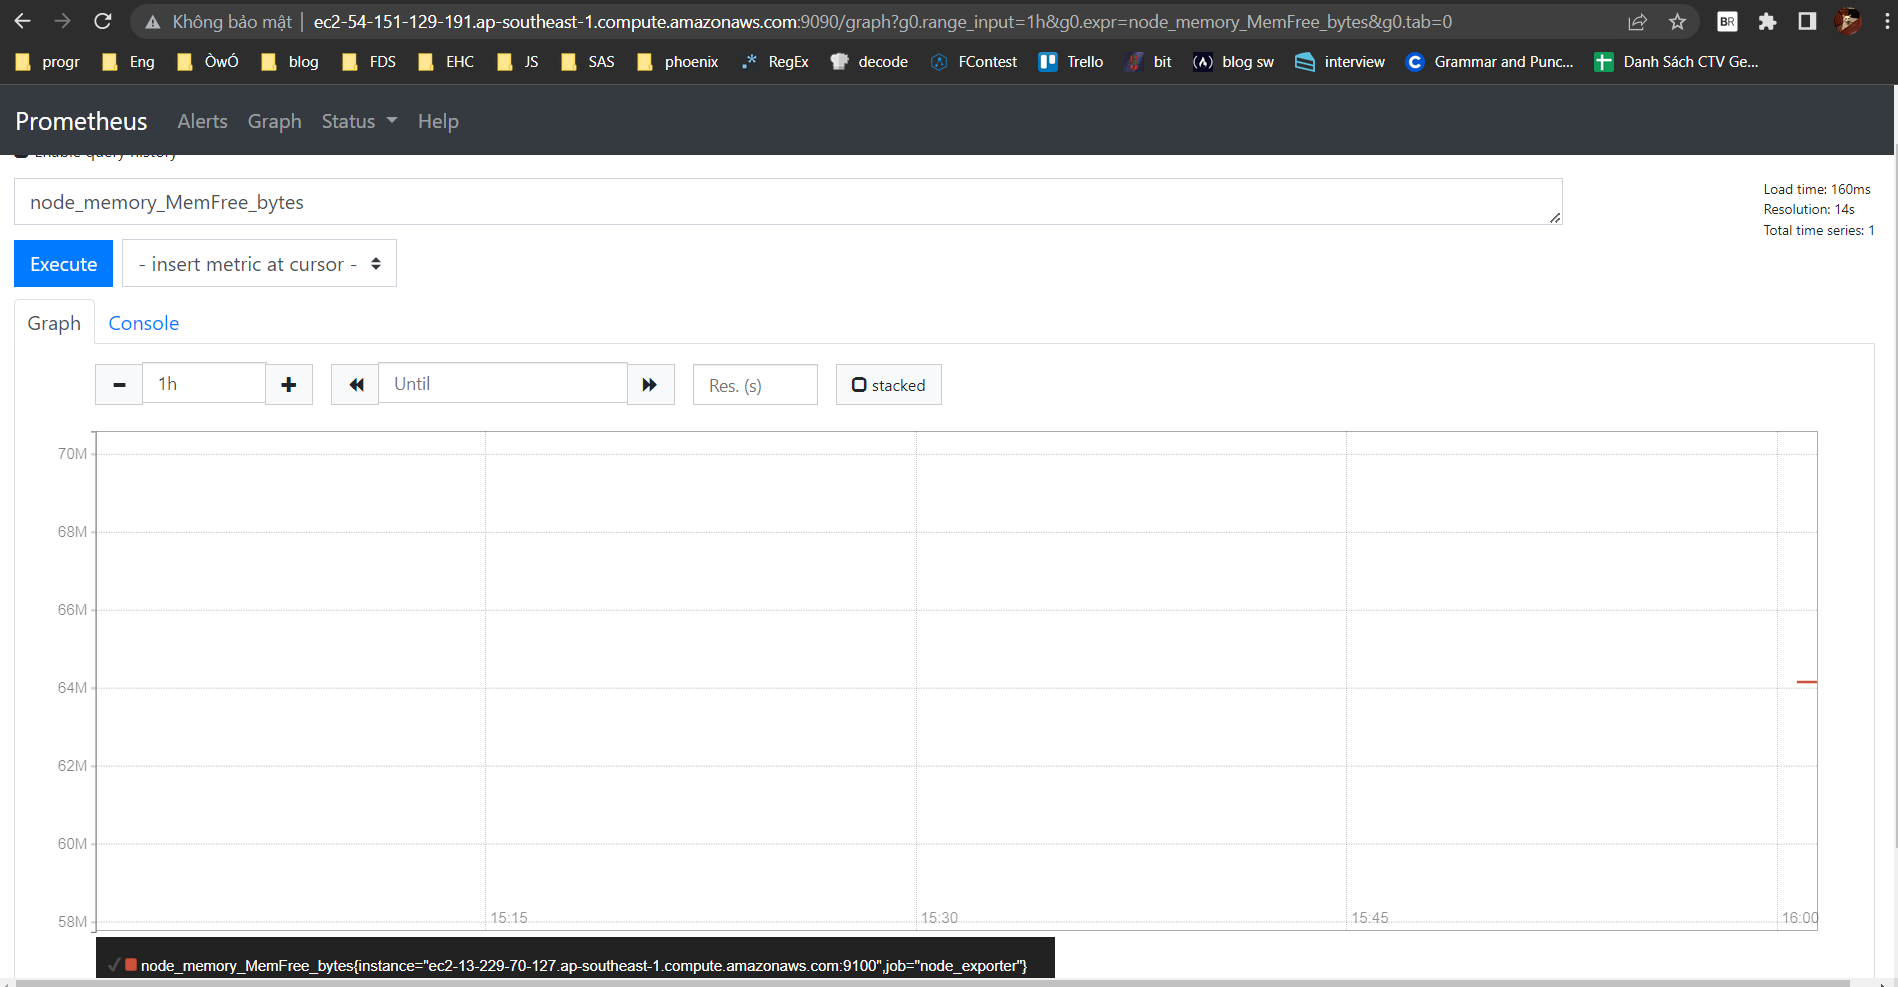 Không bảo mật | ec2-54-151-129-191.ap-southeast-1.compute.amazonaws.com:9090/graph?g0.range_input=1h&g0.expr=node_memory_MemFree_bytes&g0.tab=0
BR
progr Eng ÒwÓ blog FDS EHC JS SAS phoenix RegEx decode FContest Trello bit blog sw interview Grammar and Punc... Danh Sách CTV Ge...
Prometheus Alerts Graph Status Help
Enable query history
node_memory_MemFree_bytes
Load time: 160ms
Resolution: 14s
Total time series: 1
Execute - insert metric at cursor -
Graph Console
1h Until Res. (s) stacked
70M
68M
66M
64M
62M
60M
58M
15:15 15:30 15:45 16:00
node_memory_MemFree_bytes{instance="ec2-13-229-70-127.ap-southeast-1.compute.amazonaws.com:9100",job="node_exporter"}